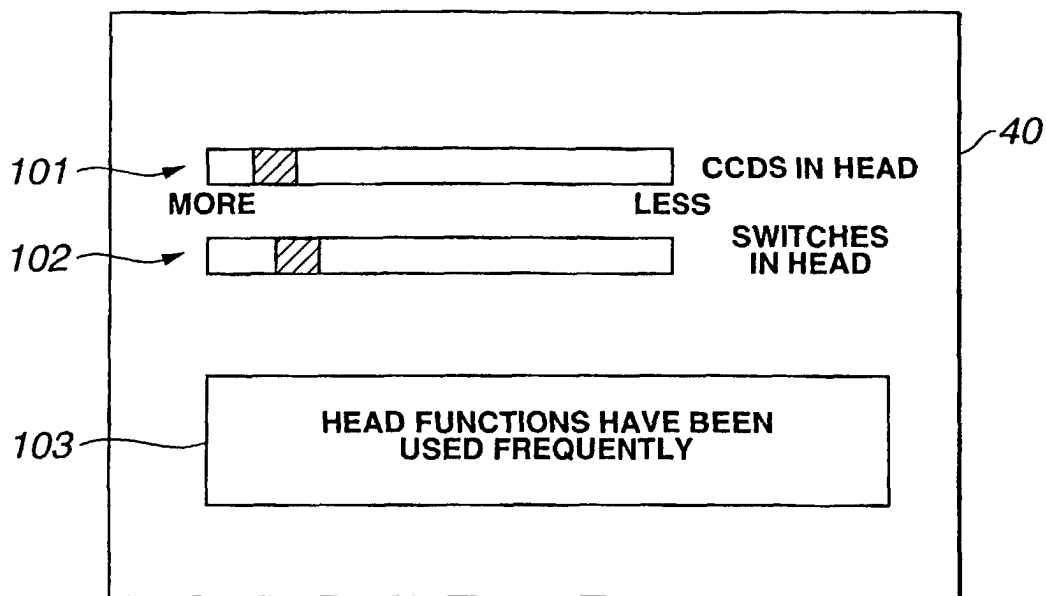 40
101
CCDS IN HEAD
MORE
LESS
102
SWITCHES
IN HEAD
103
HEAD FUNCTIONS HAVE BEEN
USED FREQUENTLY